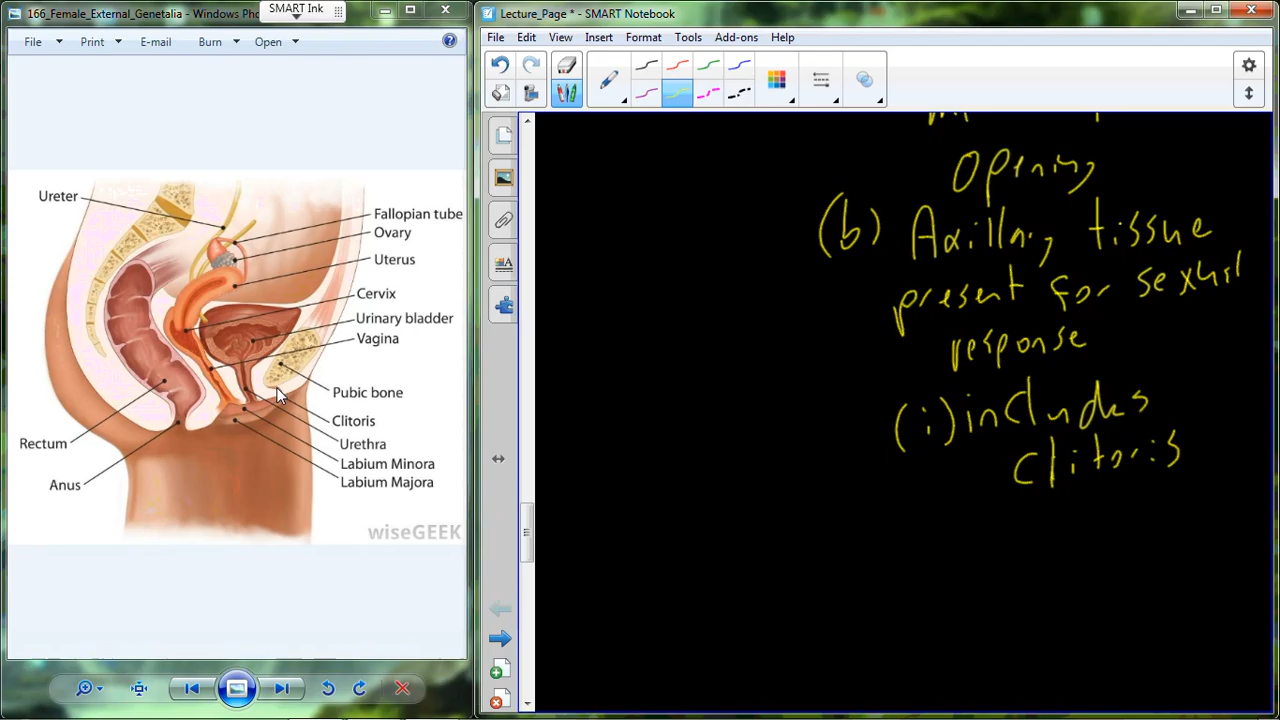 166_Female_External_Genetalia - Windows Pho
SMART Ink
File Print E-mail Burn Open
Ureter
Fallopian tube
Ovary
Uterus
Cervix
Urinary bladder
Vagina
Pubic bone
Clitoris
Urethra
Labium Minora
Labium Majora
Rectum
Anus
wiseGEEK
Lecture_Page * - SMART Notebook
File Edit View Insert Format Tools Add-ons Help
Opening
(b) Axillary tissue
present for sexual
response
(i) includes
clitoris